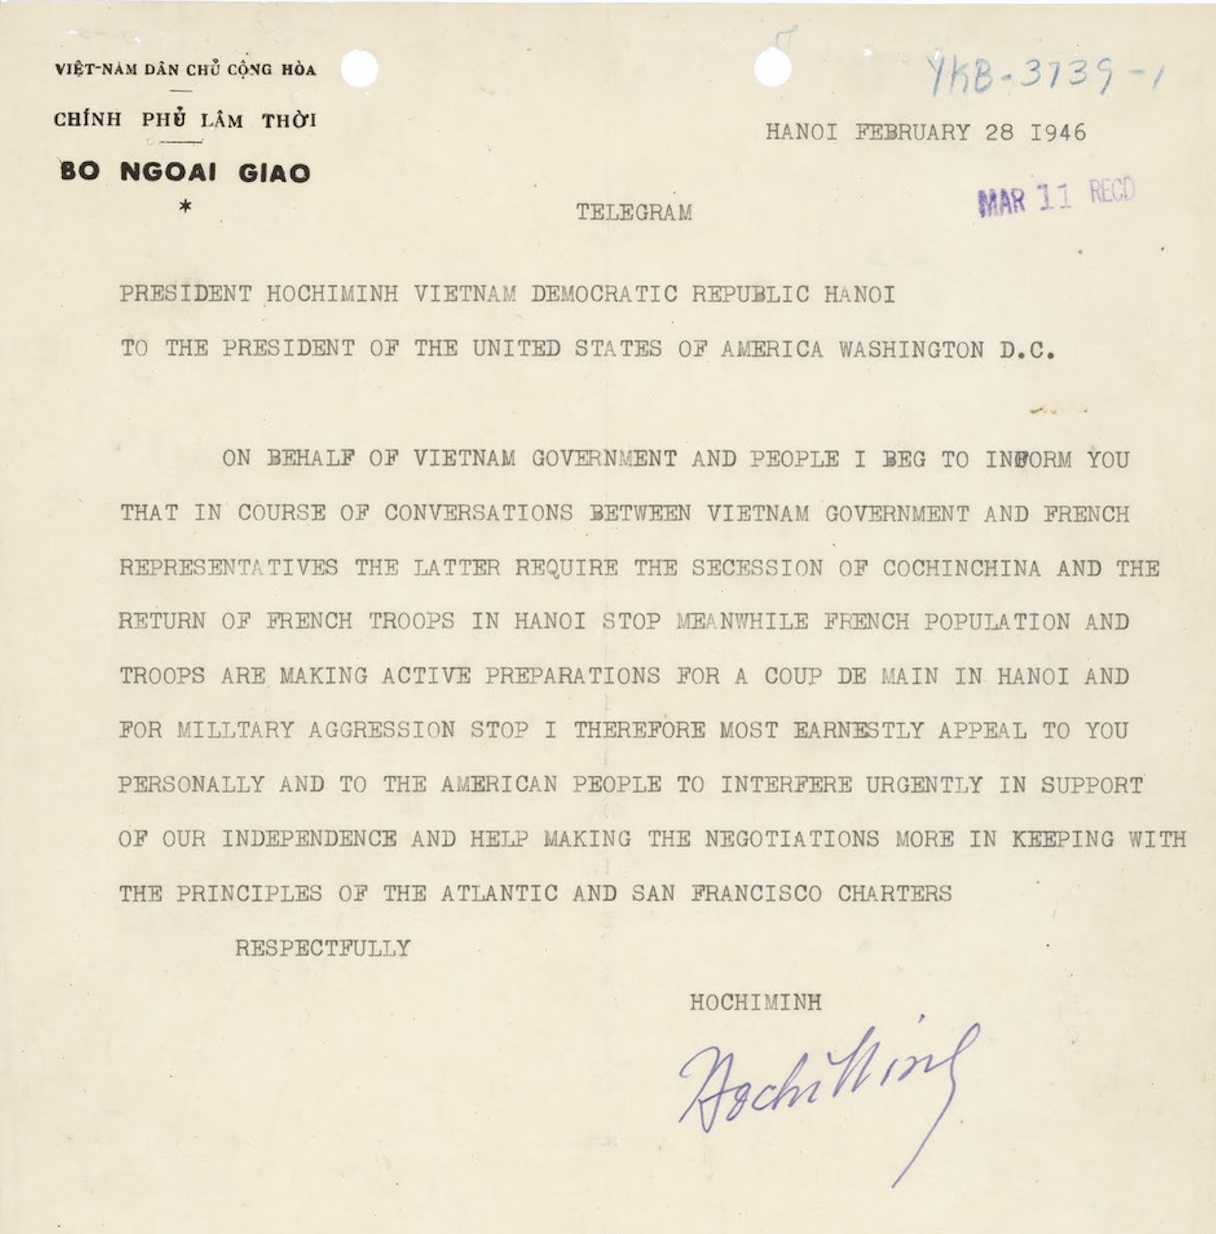 VIỆT-NAM DÂN CHỦ CỘNG HÒA
CHÍNH PHỦ LÂM THỜI
BO NGOAI GIAO
*
YKB-3739-1
HANOI FEBRUARY 28 I946
MAR 11 RECD
TELEGRAM
PRESIDENT HOCHIMINH VIETNAM DEMOCRATIC REPUBLIC HANOI
TO THE PRESIDENT OF THE UNITED STATES OF AMERICA WASHINGTON D.C.
ON BEHALF OF VIETNAM GOVERNMENT AND PEOPLE I BEG TO INFORM YOU
THAT IN COURSE OF CONVERSATIONS BETWEEN VIETNAM GOVERNMENT AND FRENCH
REPRESENTATIVES THE LATTER REQUIRE THE SECESSION OF COCHINCHINA AND THE
RETURN OF FRENCH TROOPS IN HANOI STOP MEANWHILE FRENCH POPULATION AND
TROOPS ARE MAKING ACTIVE PREPARATIONS FOR A COUP DE MAIN IN HANOI AND
FOR MILLTARY AGGRESSION STOP I THEREFORE MOST EARNESTLY APPEAL TO YOU
PERSONALLY AND TO THE AMERICAN PEOPLE TO INTERFERE URGENTLY IN SUPPORT
OF OUR INDEPENDENCE AND HELP MAKING THE NEGOTIATIONS MORE IN KEEPING WITH
THE PRINCIPLES OF THE ATLANTIC AND SAN FRANCISCO CHARTERS
RESPECTFULLY
HOCHIMINH
Hochiminh